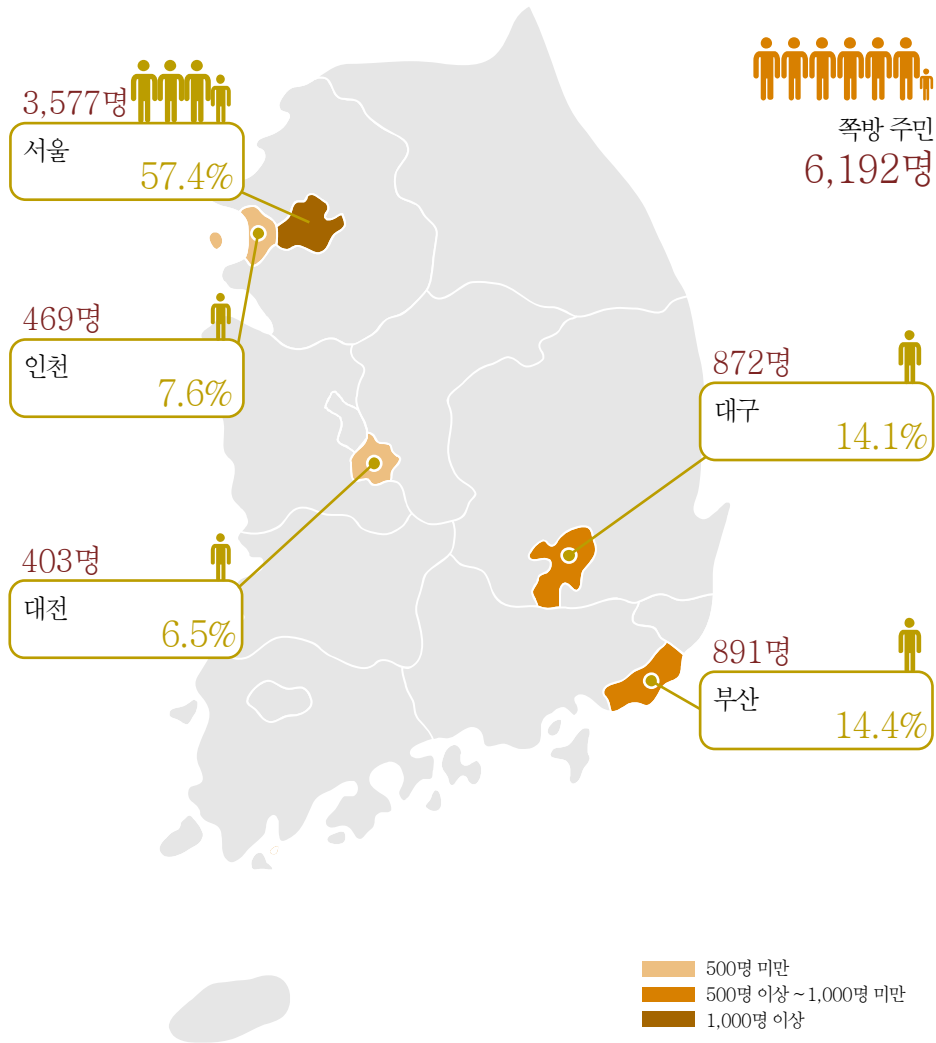 3,577명
서울
57.4%
쪽방 주민
6,192명
469명
인천
7.6%
872명
대구
14.1%
403명
대전
6.5%
891명
부산
14.4%
500명 미만
500명 이상 ~ 1,000명 미만
1,000명 이상